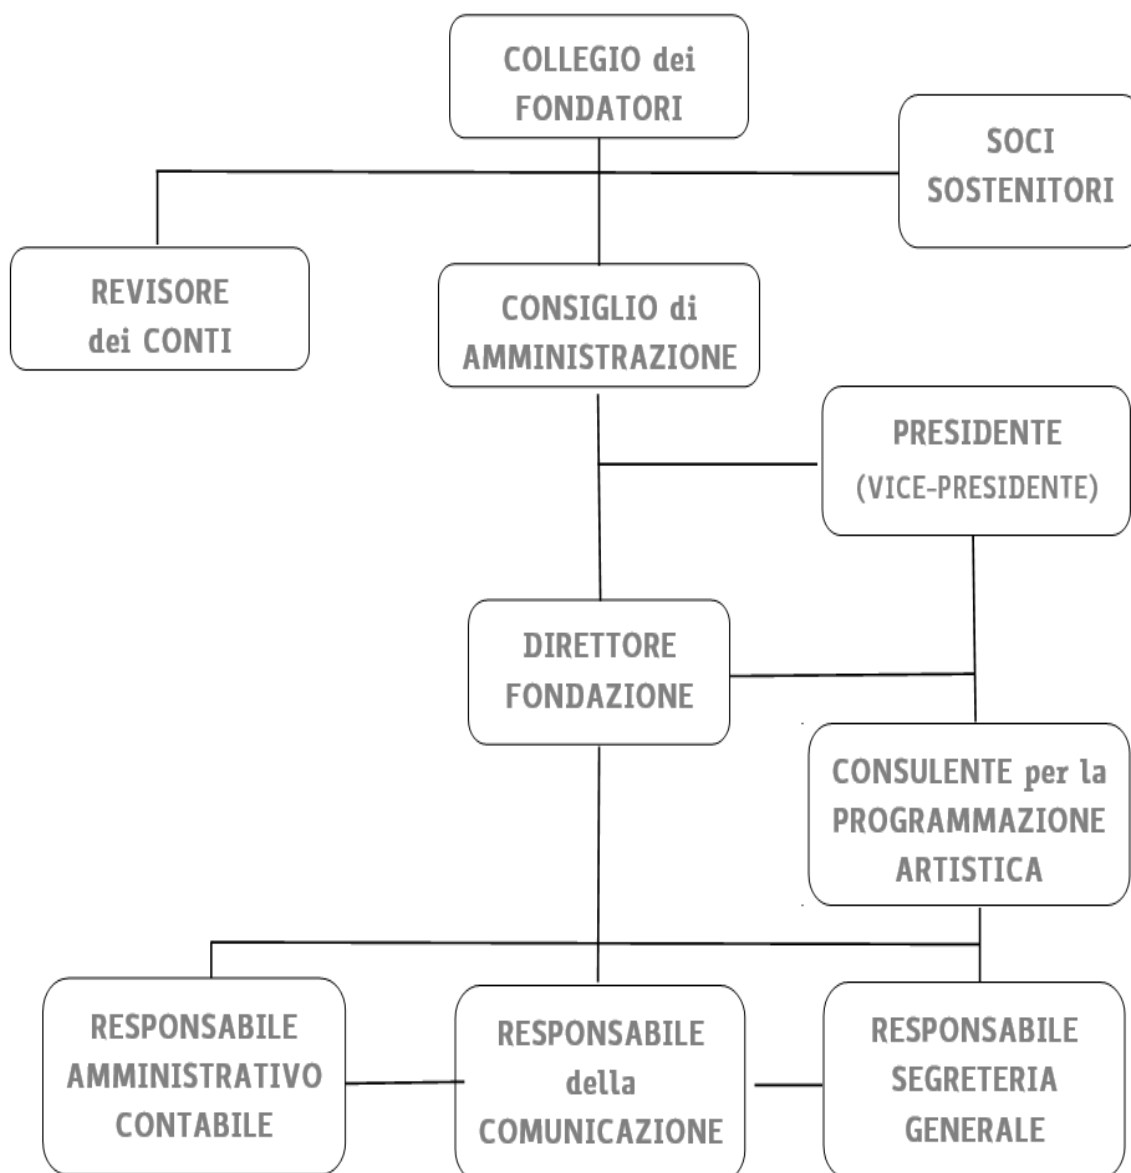 COLLEGIO dei
FONDATORI
SOCI
SOSTENITORI
REVISORE
dei CONTI
CONSIGLIO di
AMMINISTRAZIONE
PRESIDENTE
(VICE-PRESIDENTE)
DIRETTORE
FONDAZIONE
CONSULENTE per la
PROGRAMMAZIONE
ARTISTICA
RESPONSABILE
AMMINISTRATIVO
CONTABILE
RESPONSABILE
della
COMUNICAZIONE
RESPONSABILE
SEGRETERIA
GENERALE